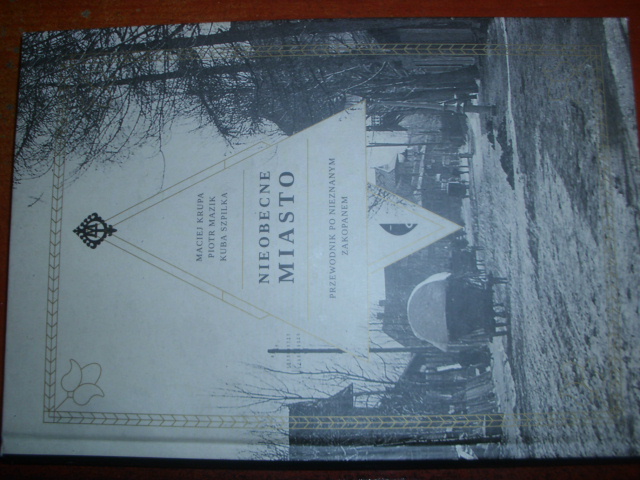 MACIEJ KRUPA
PIOTR MAZIK
KUBA SZPILKA
NIEOBECNE
MIASTO
PRZEWODNIK PO NIEZNANYM
ZAKOPANEM